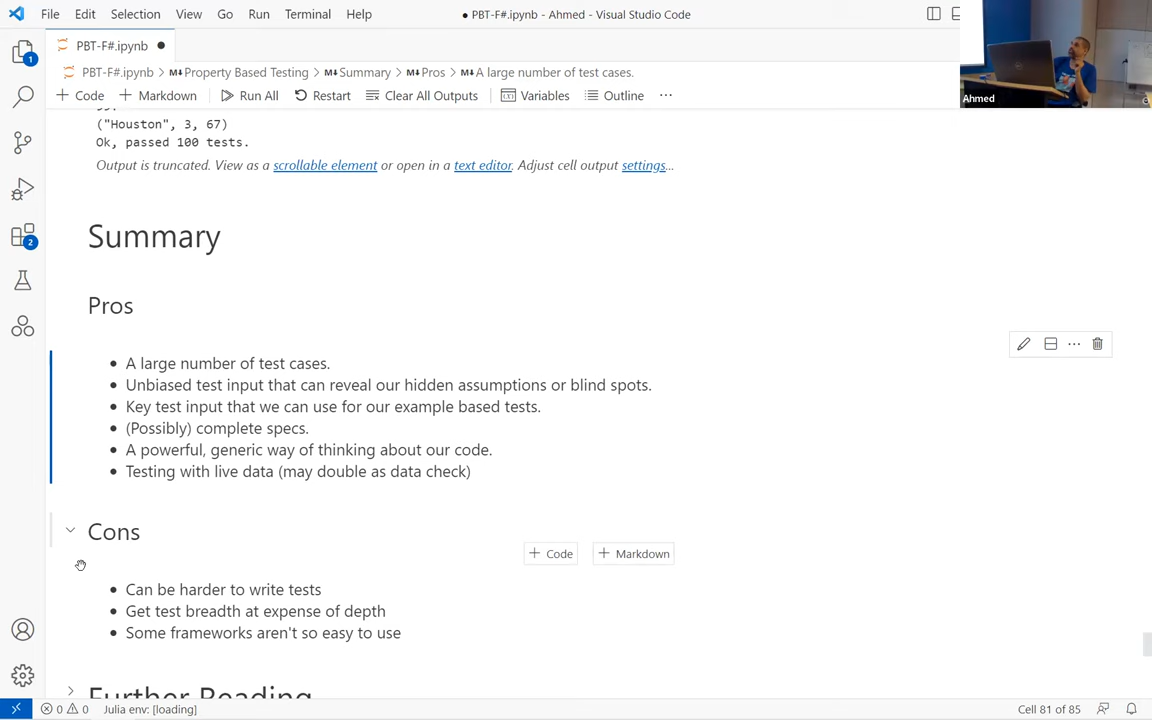 File Edit Selection View Go Run Terminal Help
● PBT-F#.ipynb - Ahmed - Visual Studio Code
PBT-F#.ipynb ●
PBT-F#.ipynb > M↓Property Based Testing > M↓Summary > M↓Pros > M↓A large number of test cases.
+ Code + Markdown Run All Restart Clear All Outputs Variables Outline ...
Ahmed
("Houston", 3, 67)
Ok, passed 100 tests.
Output is truncated. View as a scrollable element or open in a text editor. Adjust cell output settings...
Summary
Pros
• A large number of test cases.
• Unbiased test input that can reveal our hidden assumptions or blind spots.
• Key test input that we can use for our example based tests.
• (Possibly) complete specs.
• A powerful, generic way of thinking about our code.
• Testing with live data (may double as data check)
Cons
+ Code + Markdown
• Can be harder to write tests
• Get test breadth at expense of depth
• Some frameworks aren't so easy to use
Further Reading
1
2
0 0 Julia env: [loading]
Cell 81 of 85